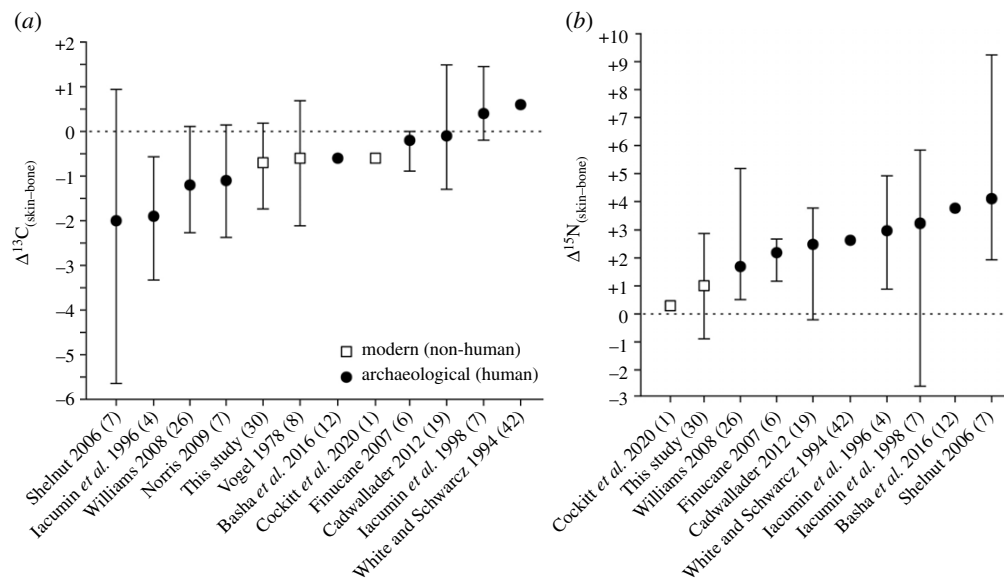 (a)
+2
+1
0
–1
–2
–3
–4
–5
–6
Δ13C(skin–bone)
modern (non-human)
archaeological (human)
Shelnut 2006 (7)
Iacumin et al. 1996 (4)
Williams 2008 (26)
Norris 2009 (7)
This study (30)
Vogel 1978 (8)
Basha et al. 2016 (12)
Cockitt et al. 2020 (1)
Finucane 2007 (6)
Cadwallader 2012 (19)
Iacumin et al. 1998 (7)
White and Schwarcz 1994 (42)
(b)
+10
+9
+8
+7
+6
+5
+4
+3
+2
+1
0
–1
–2
–3
Δ15N(skin–bone)
Cockitt et al. 2020 (1)
This study (30)
Williams 2008 (26)
Finucane 2007 (6)
Cadwallader 2012 (19)
White and Schwarcz 1994 (42)
Iacumin et al. 1996 (4)
Iacumin et al. 1998 (7)
Basha et al. 2016 (12)
Shelnut 2006 (7)